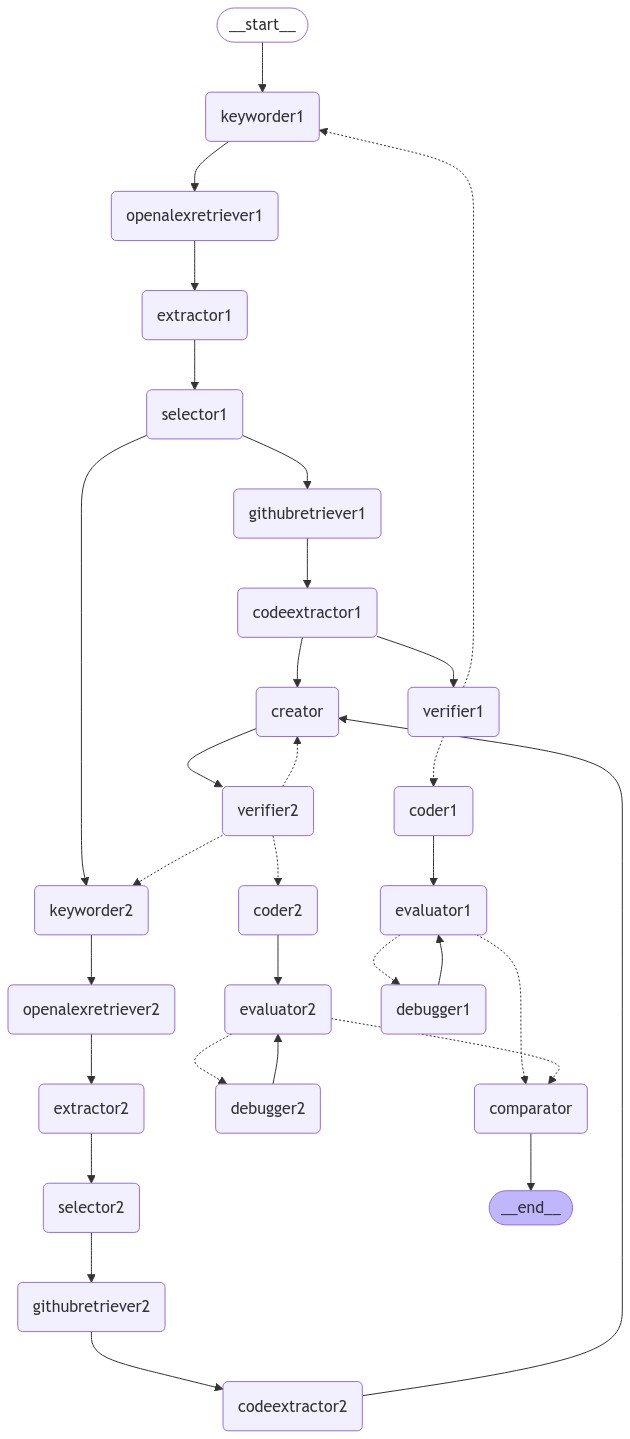 __start__
keyworder1
openalexretriever1
extractor1
selector1
githubretriever1
codeextractor1
creator
verifier1
verifier2
coder1
keyworder2
coder2
evaluator1
openalexretriever2
evaluator2
debugger1
extractor2
debugger2
comparator
selector2
__end__
githubretriever2
codeextractor2